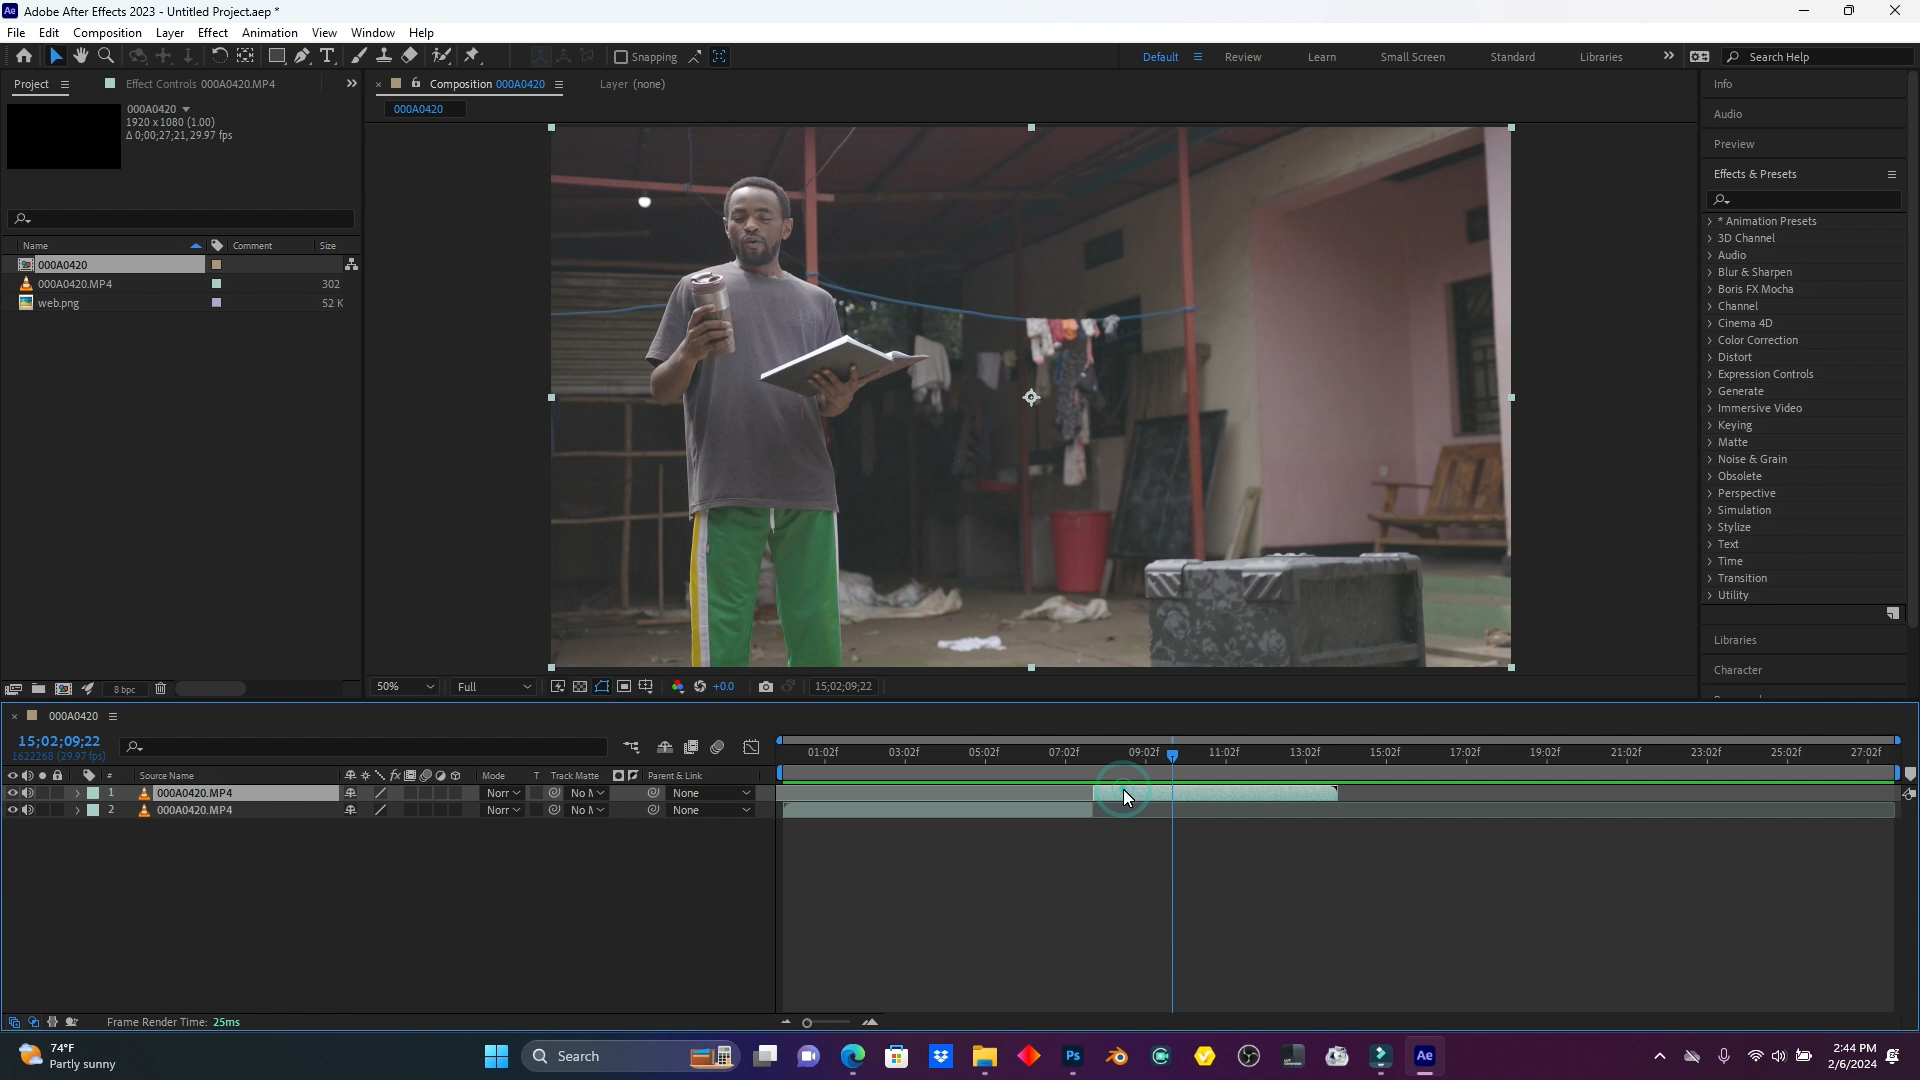 Adobe After Effects 2023 - Untitled Project.aep *
File Edit Composition Layer Effect Animation View Window Help
Snapping Default Review Learn Small Screen Standard Libraries Search Help
Project Effect Controls 000A0420.MP4 Composition 000A0420 Layer (none)
000A0420
000A0420
1920 x 1080 (1.00)
Δ 0;00;27;21, 29.97 fps
Name Comment Size
000A0420
000A0420.MP4 302
web.png 52 K
8 bpc
50% Full +0.0 15;02;09;22
Info
Audio
Preview
Effects & Presets
* Animation Presets
3D Channel
Audio
Blur & Sharpen
Boris FX Mocha
Channel
Cinema 4D
Color Correction
Distort
Expression Controls
Generate
Immersive Video
Keying
Matte
Noise & Grain
Obsolete
Perspective
Simulation
Stylize
Text
Time
Transition
Utility
Libraries
Character
000A0420
15;02;09;22
1622268 (29.97 fps)
01:02f 03:02f 05:02f 07:02f 09:02f 11:02f 13:02f 15:02f 17:02f 19:02f 21:02f 23:02f 25:02f 27:02f
# Source Name fx Mode T Track Matte Parent & Link
1 000A0420.MP4 Norr No M None
2 000A0420.MP4 Norr No M None
Frame Render Time: 25ms
74°F
Partly sunny
Search
Ps
Ae
2:44 PM
2/6/2024